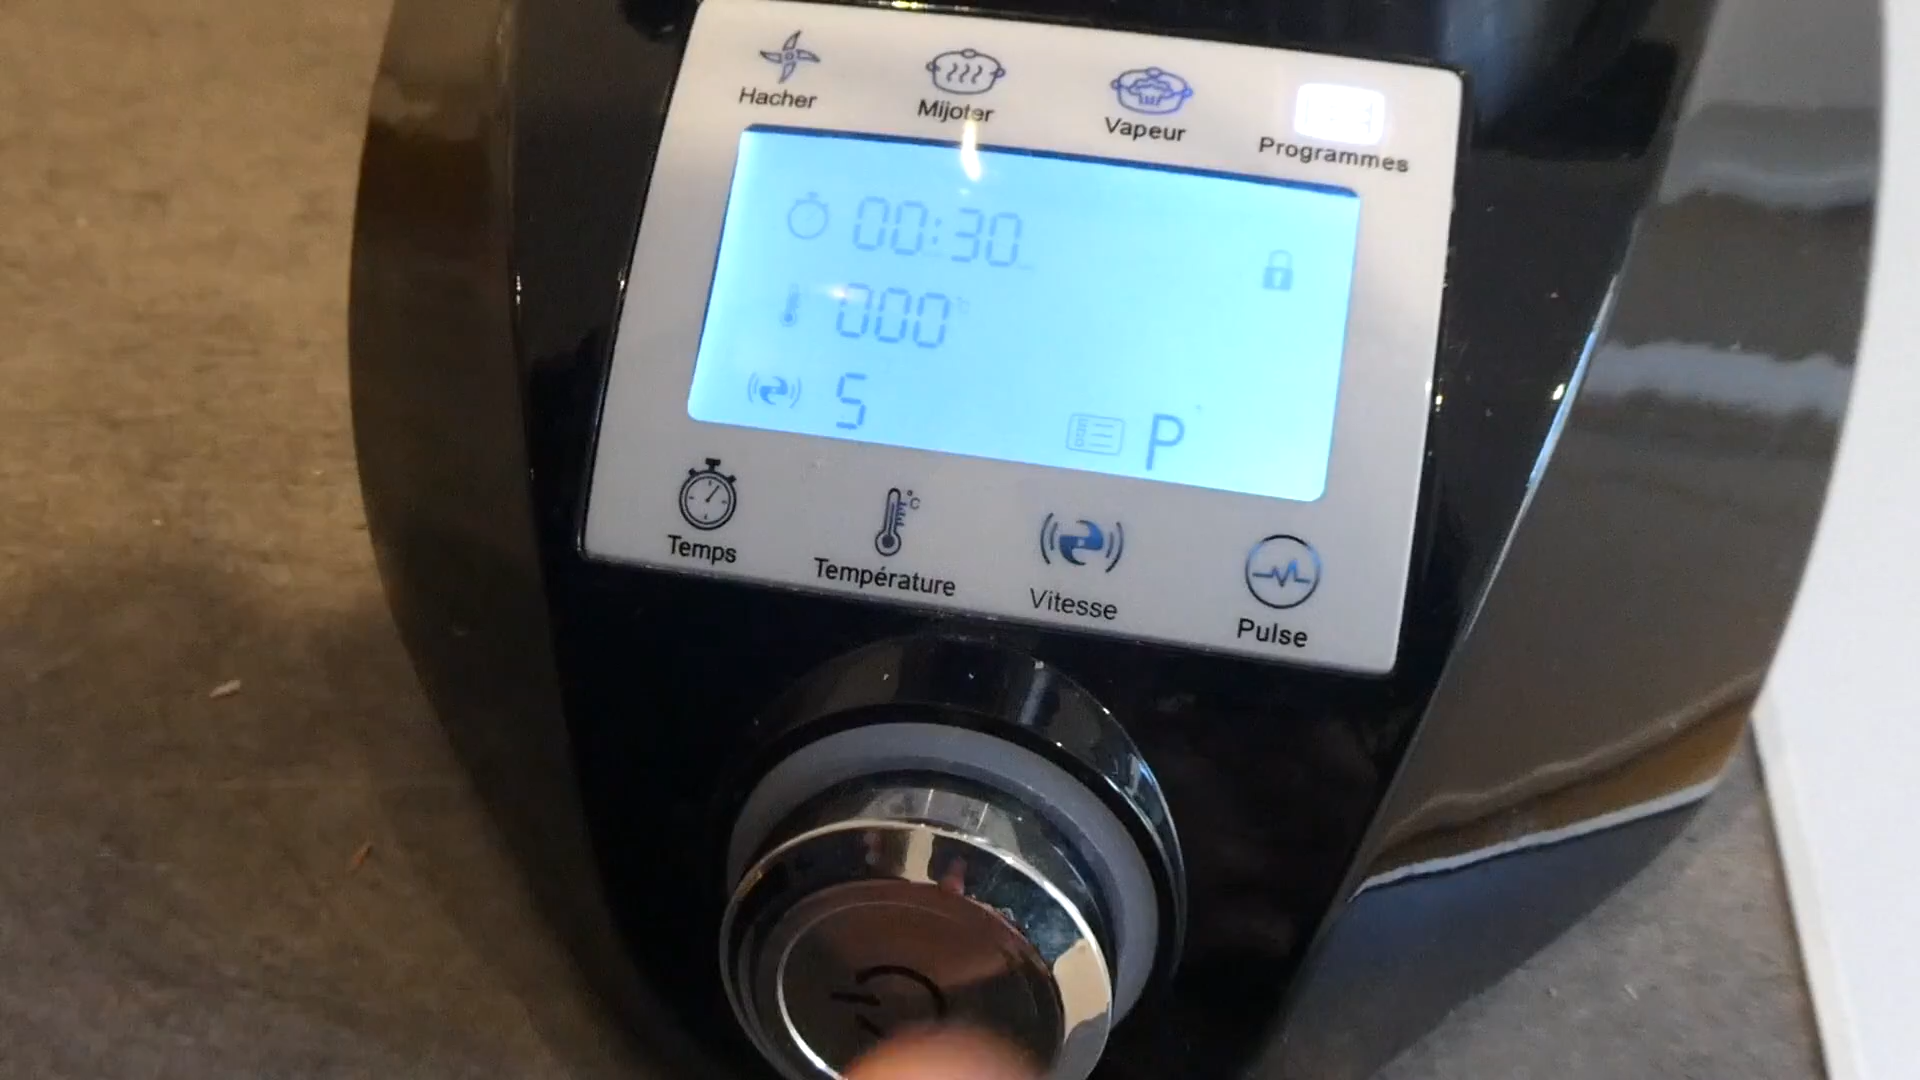 Hacher Mijoter Vapeur Programmes
00:30
000°C
5 P
Temps Température Vitesse Pulse